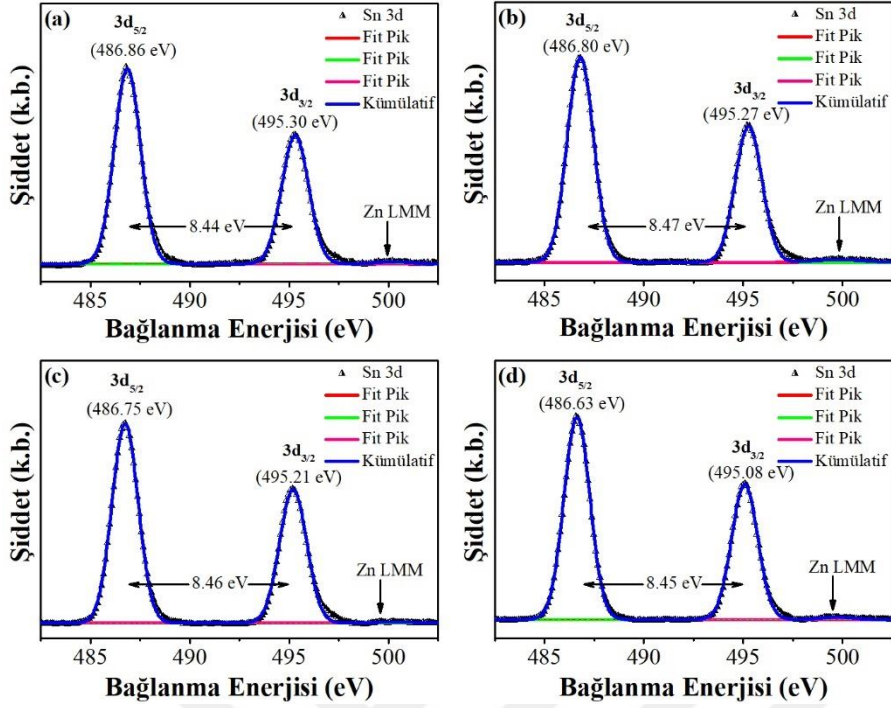 (a)
3d5/2
(486.86 eV)
3d3/2
(495.30 eV)
8.44 eV
Zn LMM
Sn 3d
Fit Pik
Fit Pik
Fit Pik
Kümülatif
Şiddet (k.b.)
485 490 495 500
Bağlanma Enerjisi (eV)
(b)
3d5/2
(486.80 eV)
3d3/2
(495.27 eV)
8.47 eV
Zn LMM
Sn 3d
Fit Pik
Fit Pik
Fit Pik
Kümülatif
Şiddet (k.b.)
485 490 495 500
Bağlanma Enerjisi (eV)
(c)
3d5/2
(486.75 eV)
3d3/2
(495.21 eV)
8.46 eV
Zn LMM
Sn 3d
Fit Pik
Fit Pik
Fit Pik
Kümülatif
Şiddet (k.b.)
485 490 495 500
Bağlanma Enerjisi (eV)
(d)
3d5/2
(486.63 eV)
3d3/2
(495.08 eV)
8.45 eV
Zn LMM
Sn 3d
Fit Pik
Fit Pik
Fit Pik
Kümülatif
Şiddet (k.b.)
485 490 495 500
Bağlanma Enerjisi (eV)